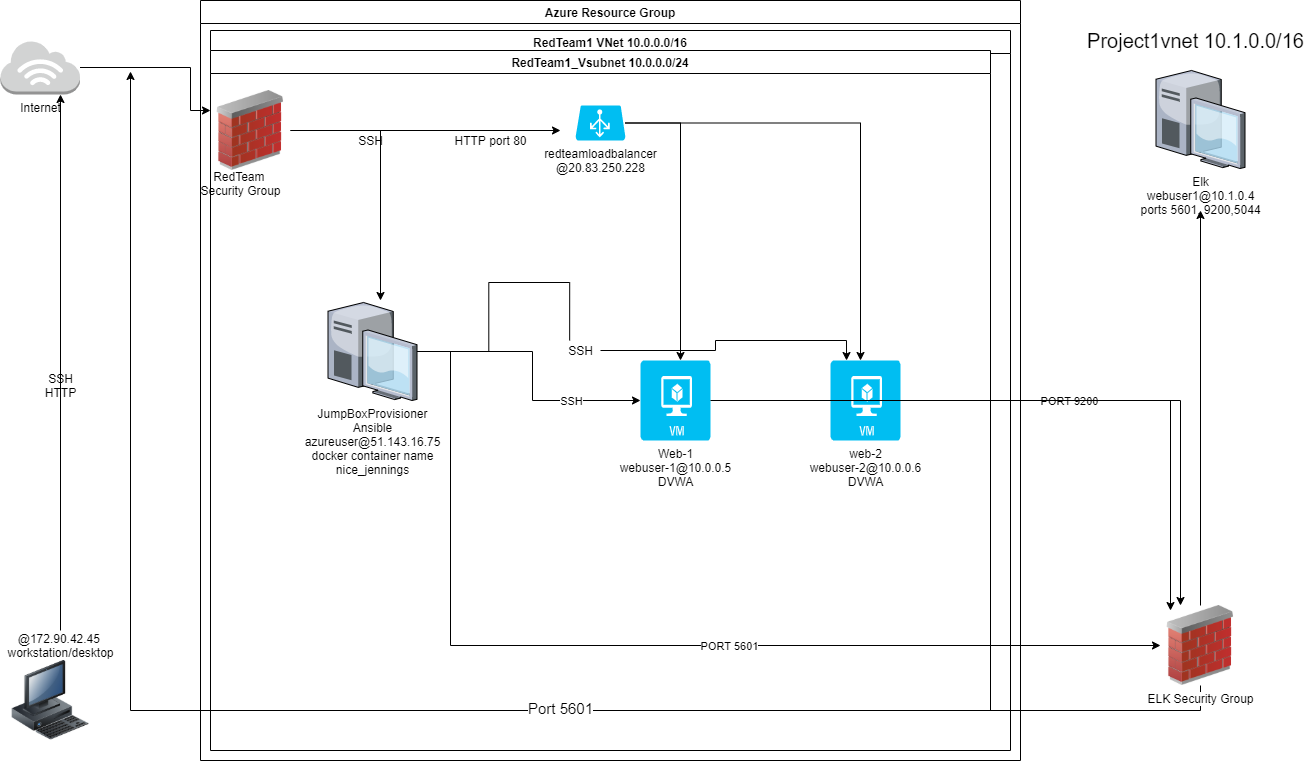 Azure Resource Group
RedTeam1 VNet 10.0.0.0/16
RedTeam1_Vsubnet 10.0.0.0/24
Project1vnet 10.1.0.0/16
Internet
RedTeam
Security Group
SSH
HTTP port 80
redteamloadbalancer
@20.83.250.228
Elk
webuser1@10.1.0.4
ports 5601, 9200,5044
SSH
HTTP
SSH
SSH
PORT 9200
VM
VM
JumpBoxProvisioner
Ansible
azureuser@51.143.16.75
docker container name
nice_jennings
Web-1
webuser-1@10.0.0.5
DVWA
web-2
webuser-2@10.0.0.6
DVWA
@172.90.42.45
workstation/desktop
PORT 5601
ELK Security Group
Port 5601